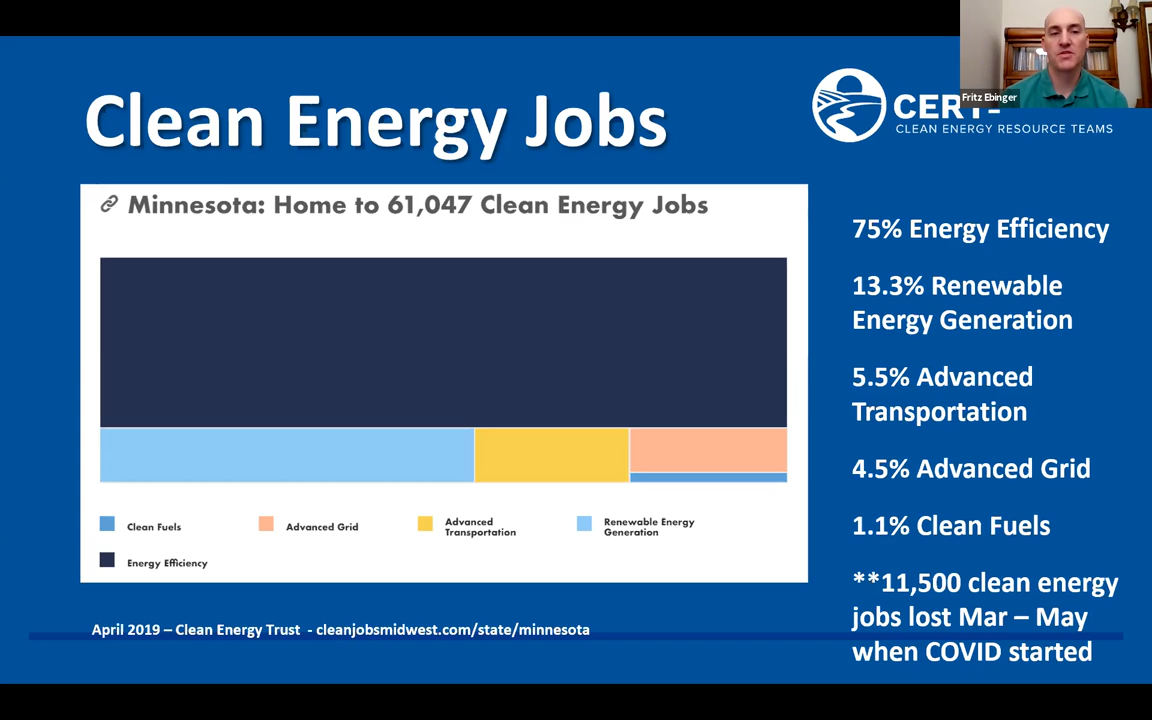 Clean Energy Jobs
Fritz Ebinger
CERT
CLEAN ENERGY RESOURCE TEAMS
Minnesota: Home to 61,047 Clean Energy Jobs
Clean Fuels
Advanced Grid
Advanced
Transportation
Renewable Energy
Generation
Energy Efficiency
75% Energy Efficiency
13.3% Renewable
Energy Generation
5.5% Advanced
Transportation
4.5% Advanced Grid
1.1% Clean Fuels
**11,500 clean energy
jobs lost Mar – May
when COVID started
April 2019 – Clean Energy Trust - cleanjobsmidwest.com/state/minnesota